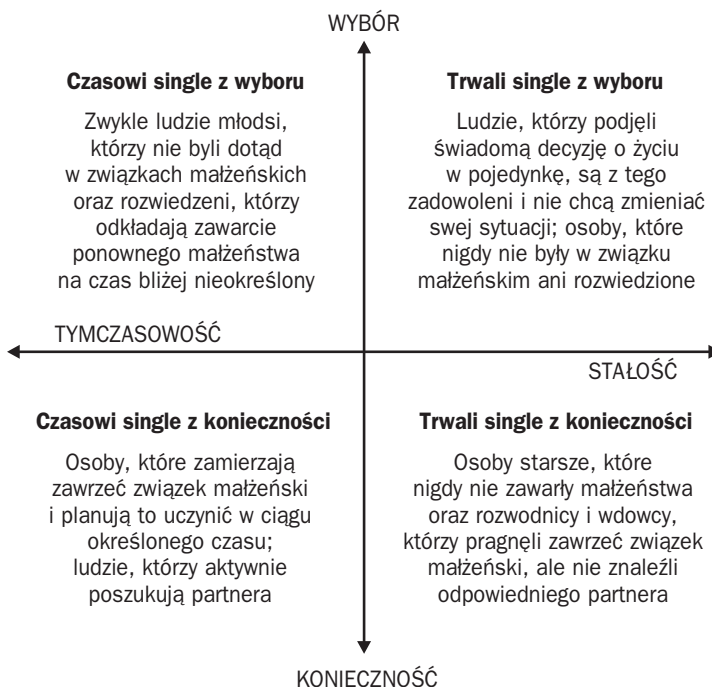 WYBÓR
Czasowi single z wyboru
Zwykle ludzie młodsi,
którzy nie byli dotąd
w związkach małżeńskich
oraz rozwiedzeni, którzy
odkładają zawarcie
ponownego małżeństwa
na czas bliżej nieokreślony
Trwali single z wyboru
Ludzie, którzy podjęli
świadomą decyzję o życiu
w pojedynkę, są z tego
zadowoleni i nie chcą zmieniać
swej sytuacji; osoby, które
nigdy nie były w związku
małżeńskim ani rozwiedzione
TYMCZASOWOŚĆ
STAŁOŚĆ
Czasowi single z konieczności
Osoby, które zamierzają
zawrzeć związek małżeński
i planują to uczynić w ciągu
określonego czasu;
ludzie, którzy aktywnie
poszukują partnera
Trwali single z konieczności
Osoby starsze, które
nigdy nie zawarły małżeństwa
oraz rozwodnicy i wdowcy,
którzy pragnęli zawrzeć związek
małżeński, ale nie znaleźli
odpowiedniego partnera
KONIECZNOŚĆ